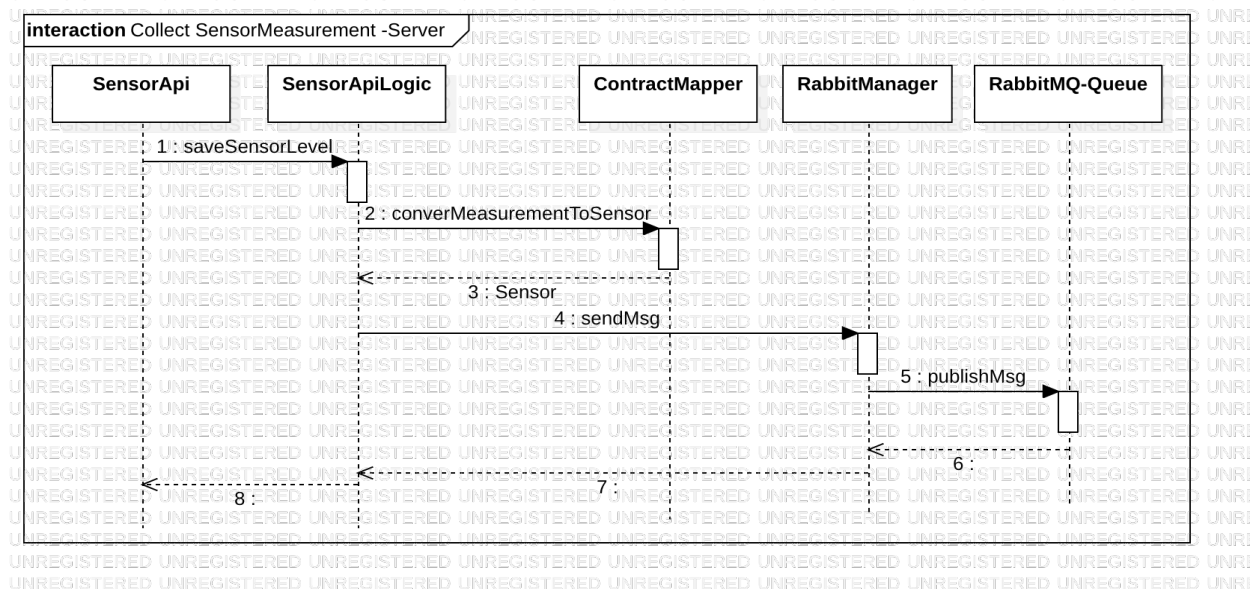 interaction Collect SensorMeasurement -Server
SensorApi
SensorApiLogic
ContractMapper
RabbitManager
RabbitMQ-Queue
1 : saveSensorLevel
2 : converMeasurementToSensor
3 : Sensor
4 : sendMsg
5 : publishMsg
6 :
7 :
8 :
UNREGISTERED